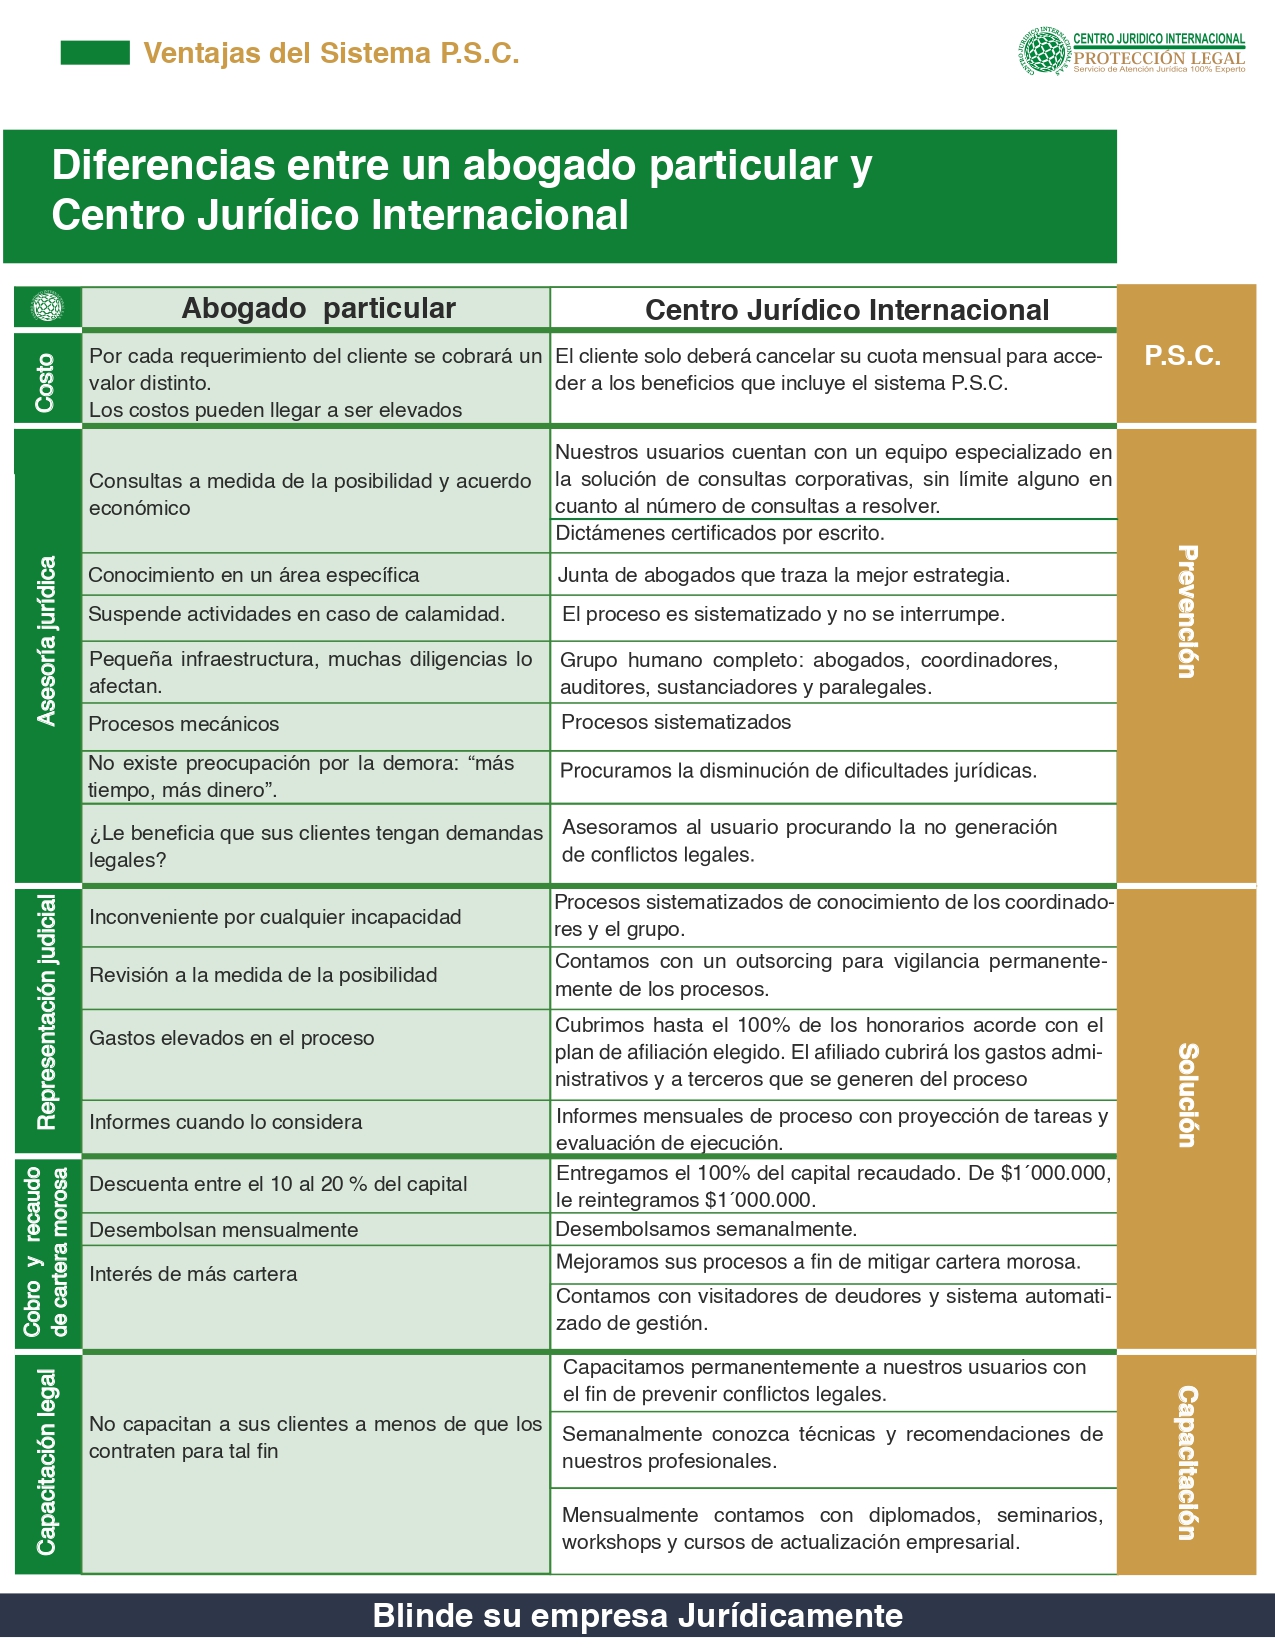 Ventajas del Sistema P.S.C.
CENTRO JURIDICO INTERNACIONAL
PROTECCIÓN LEGAL
Servicio de Atención Jurídica 100% Experto
Diferencias entre un abogado particular y
Centro Jurídico Internacional
Abogado particular
Centro Jurídico Internacional
P.S.C.
Costo
Por cada requerimiento del cliente se cobrará un
valor distinto.
Los costos pueden llegar a ser elevados
El cliente solo deberá cancelar su cuota mensual para acce-
der a los beneficios que incluye el sistema P.S.C.
Asesoría jurídica
Consultas a medida de la posibilidad y acuerdo
económico
Nuestros usuarios cuentan con un equipo especializado en
la solución de consultas corporativas, sin límite alguno en
cuanto al número de consultas a resolver.
Dictámenes certificados por escrito.
Conocimiento en un área específica
Junta de abogados que traza la mejor estrategia.
Suspende actividades en caso de calamidad.
El proceso es sistematizado y no se interrumpe.
Pequeña infraestructura, muchas diligencias lo
afectan.
Grupo humano completo: abogados, coordinadores,
auditores, sustanciadores y paralegales.
Procesos mecánicos
Procesos sistematizados
No existe preocupación por la demora: “más
tiempo, más dinero”.
Procuramos la disminución de dificultades jurídicas.
¿Le beneficia que sus clientes tengan demandas
legales?
Asesoramos al usuario procurando la no generación
de conflictos legales.
Prevención
Representación judicial
Inconveniente por cualquier incapacidad
Procesos sistematizados de conocimiento de los coordinado-
res y el grupo.
Revisión a la medida de la posibilidad
Contamos con un outsorcing para vigilancia permanente-
mente de los procesos.
Gastos elevados en el proceso
Cubrimos hasta el 100% de los honorarios acorde con el
plan de afiliación elegido. El afiliado cubrirá los gastos admi-
nistrativos y a terceros que se generen del proceso
Informes cuando lo considera
Informes mensuales de proceso con proyección de tareas y
evaluación de ejecución.
Solución
Cobro y recaudo
de cartera morosa
Descuenta entre el 10 al 20 % del capital
Entregamos el 100% del capital recaudado. De $1´000.000,
le reintegramos $1´000.000.
Desembolsan mensualmente
Desembolsamos semanalmente.
Interés de más cartera
Mejoramos sus procesos a fin de mitigar cartera morosa.
Contamos con visitadores de deudores y sistema automati-
zado de gestión.
Capacitación legal
No capacitan a sus clientes a menos de que los
contraten para tal fin
Capacitamos permanentemente a nuestros usuarios con
el fin de prevenir conflictos legales.
Semanalmente conozca técnicas y recomendaciones de
nuestros profesionales.
Mensualmente contamos con diplomados, seminarios,
workshops y cursos de actualización empresarial.
Capacitación
Blinde su empresa Jurídicamente